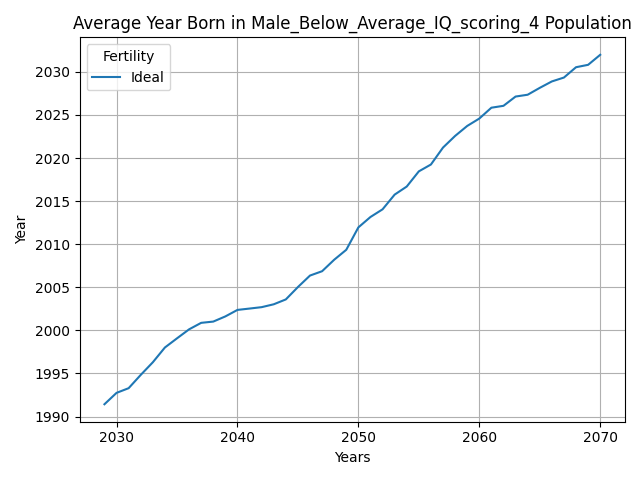 Average Year Born in Male_Below_Average_IQ_scoring_4 Population
Fertility
Ideal
2030
2025
2020
2015
2010
2005
2000
1995
1990
Year
2030 2040 2050 2060 2070
Years